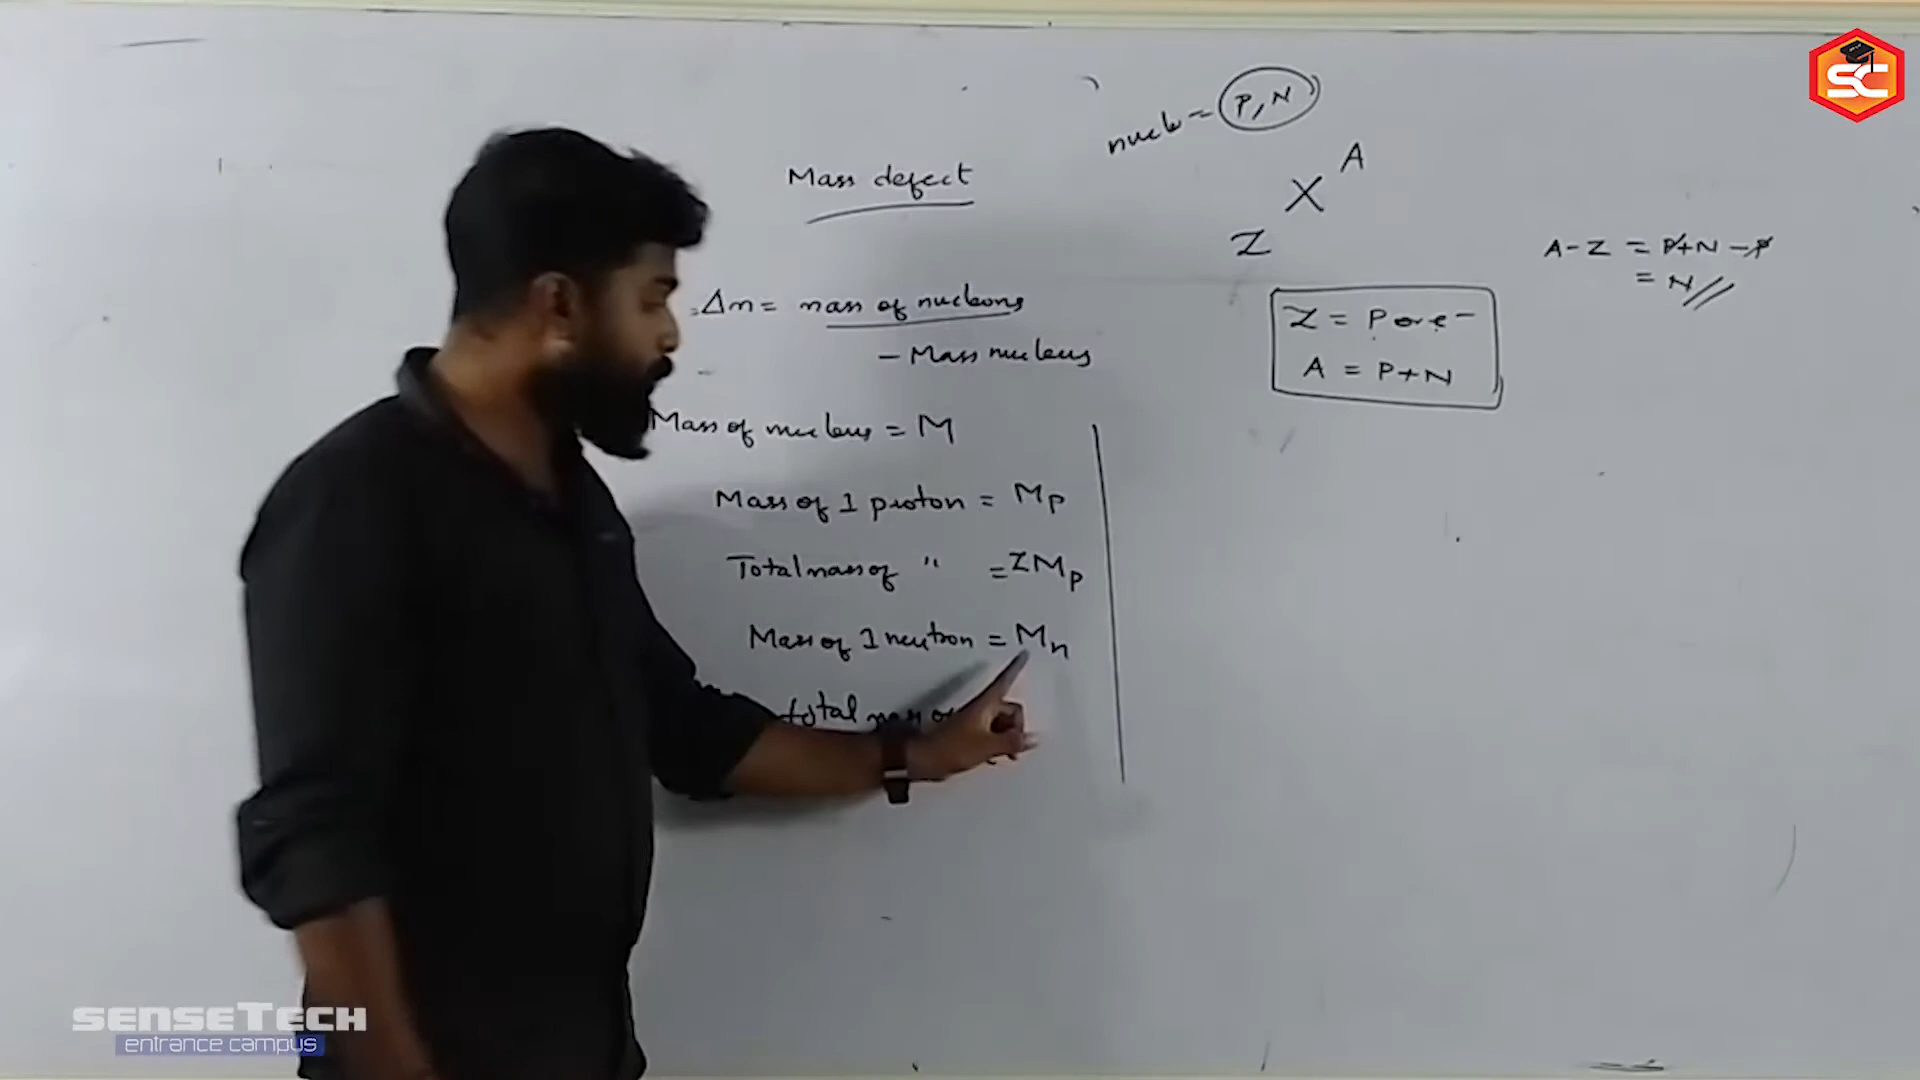 Mass defect
Δm = mass of nucleons
- Mass nucleus
Mass of nucleus = M
Mass of 1 proton = Mp
Total mass of " = ZMp
Mass of 1 neutron = Mn
total mass
= P, N
X A
Z
Z = P or e-
A = P+N
A-Z = P+N-P
= N//
SC
SENSETECH
entrance campus